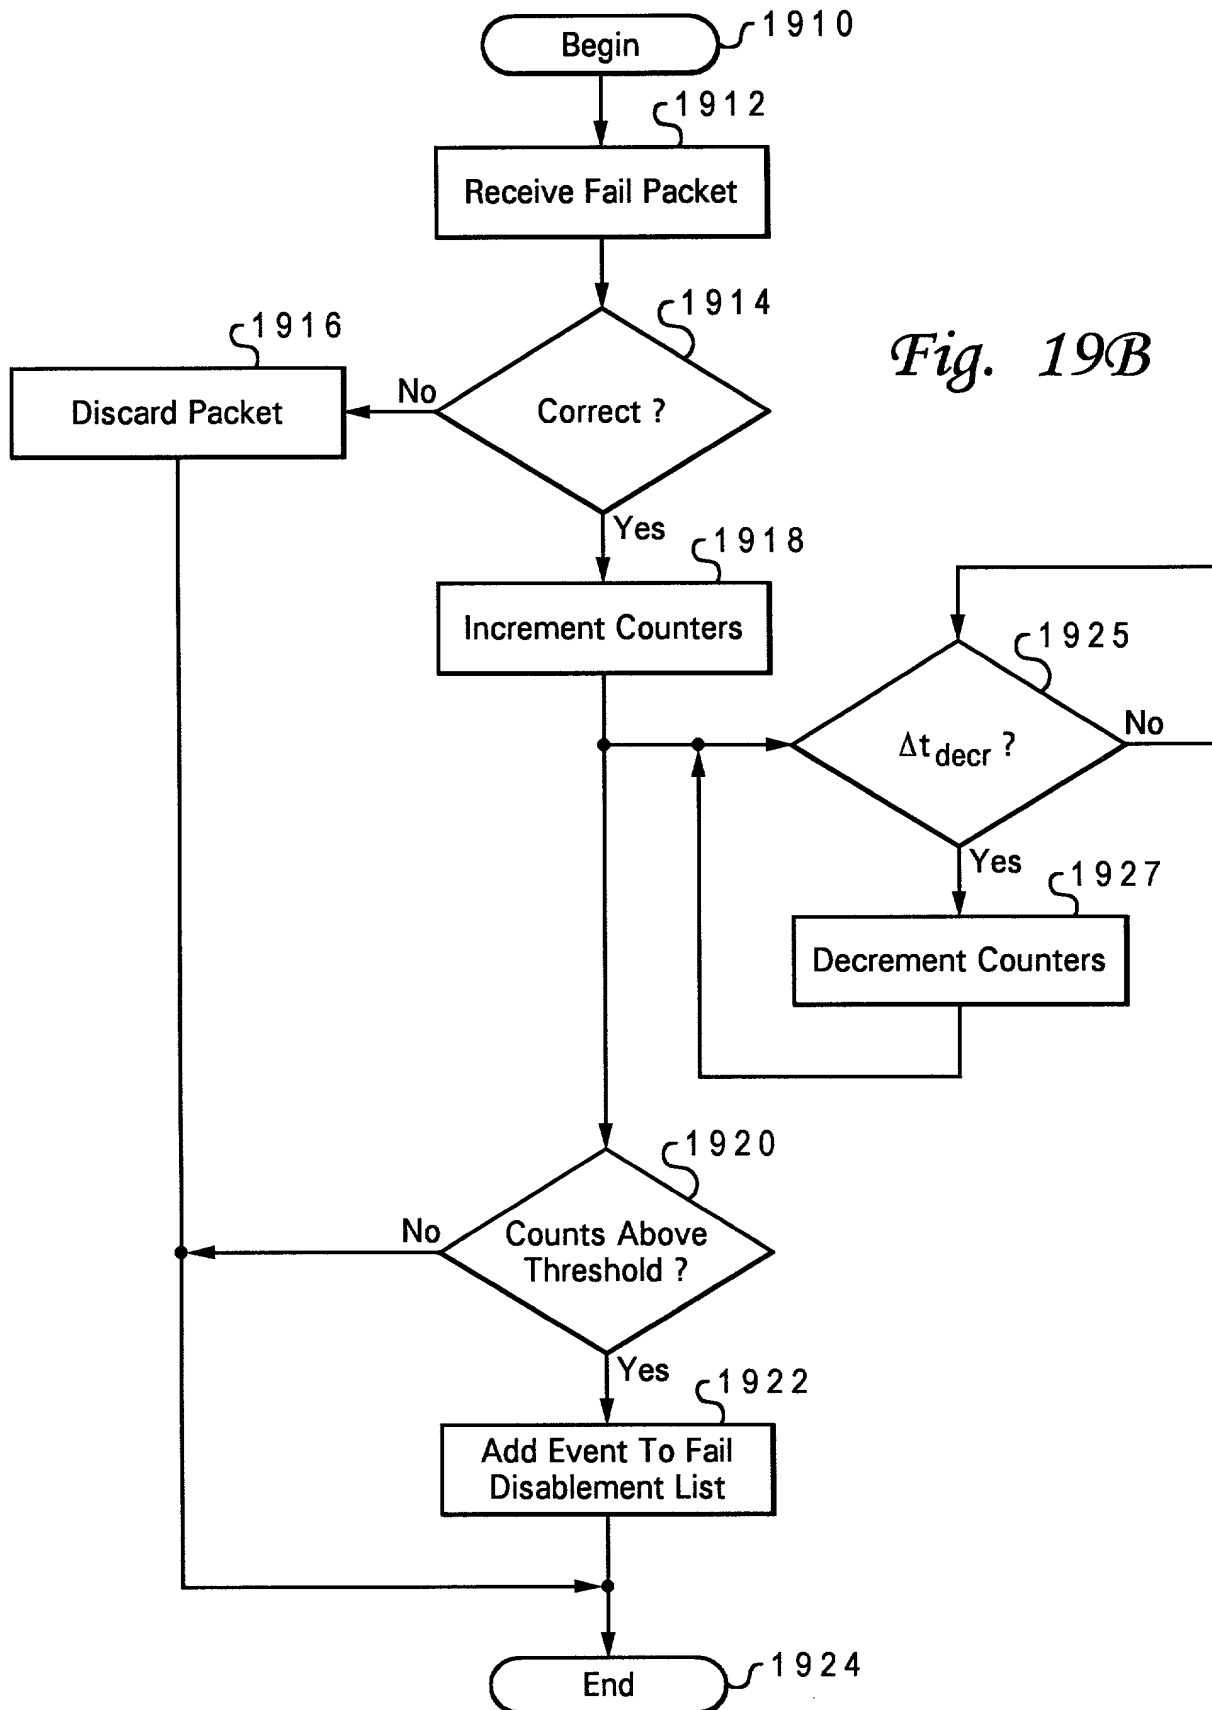 Begin
1910
1912
Receive Fail Packet
1914
Fig. 19B
1916
Discard Packet
No
Correct ?
Yes
1918
Increment Counters
1925
Δtdecr ?
No
Yes
1927
Decrement Counters
1920
No
Counts Above
Threshold ?
Yes
1922
Add Event To Fail
Disablement List
End
1924